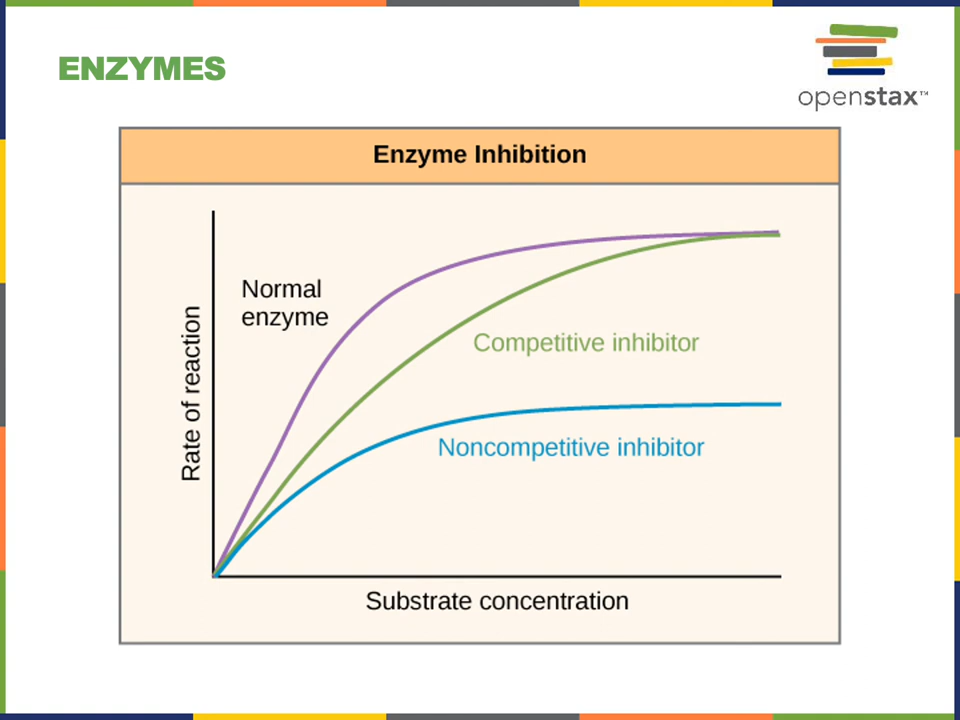 ENZYMES
openstax™
Enzyme Inhibition
Normal
enzyme
Competitive inhibitor
Noncompetitive inhibitor
Rate of reaction
Substrate concentration